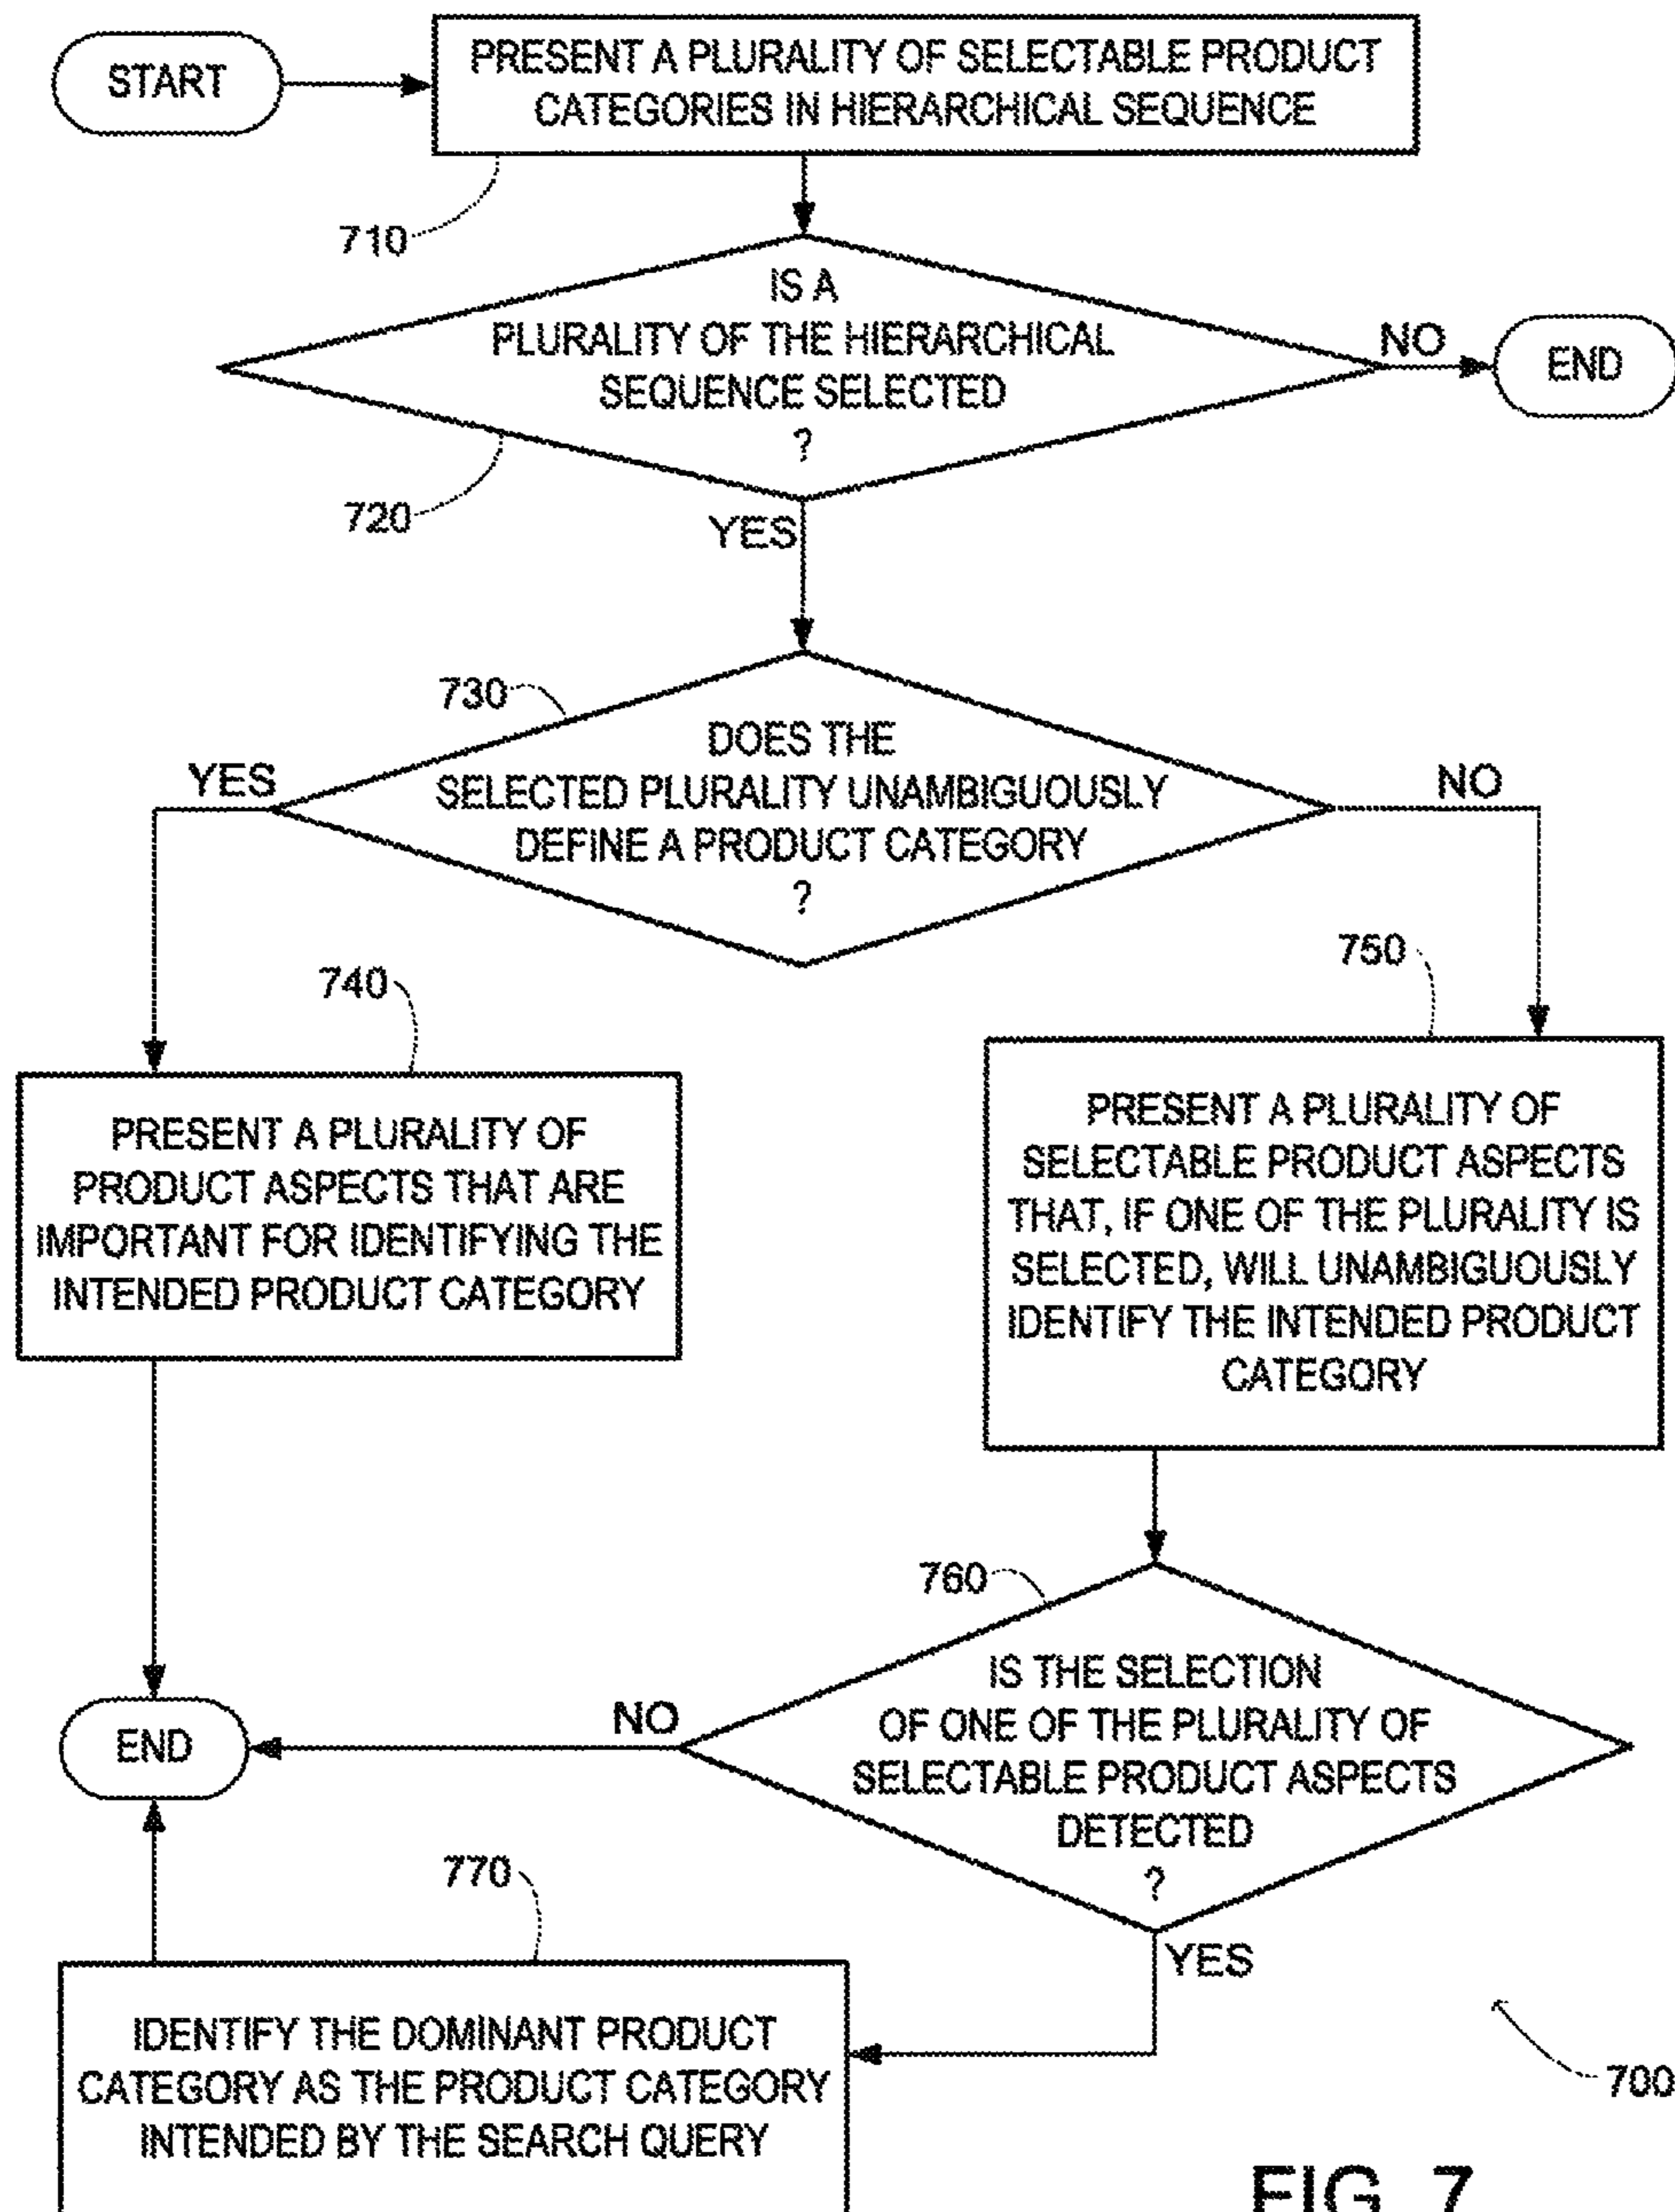 START
PRESENT A PLURALITY OF SELECTABLE PRODUCT
CATEGORIES IN HIERARCHICAL SEQUENCE
710
IS A
PLURALITY OF THE HIERARCHICAL
SEQUENCE SELECTED
?
NO
END
720
YES
730
DOES THE
SELECTED PLURALITY UNAMBIGUOUSLY
DEFINE A PRODUCT CATEGORY
?
YES
NO
740
750
PRESENT A PLURALITY OF
PRODUCT ASPECTS THAT ARE
IMPORTANT FOR IDENTIFYING THE
INTENDED PRODUCT CATEGORY
PRESENT A PLURALITY OF
SELECTABLE PRODUCT ASPECTS
THAT, IF ONE OF THE PLURALITY IS
SELECTED, WILL UNAMBIGUOUSLY
IDENTIFY THE INTENDED PRODUCT
CATEGORY
760
IS THE SELECTION
OF ONE OF THE PLURALITY OF
SELECTABLE PRODUCT ASPECTS
DETECTED
?
NO
END
YES
770
IDENTIFY THE DOMINANT PRODUCT
CATEGORY AS THE PRODUCT CATEGORY
INTENDED BY THE SEARCH QUERY
700
FIG. 7